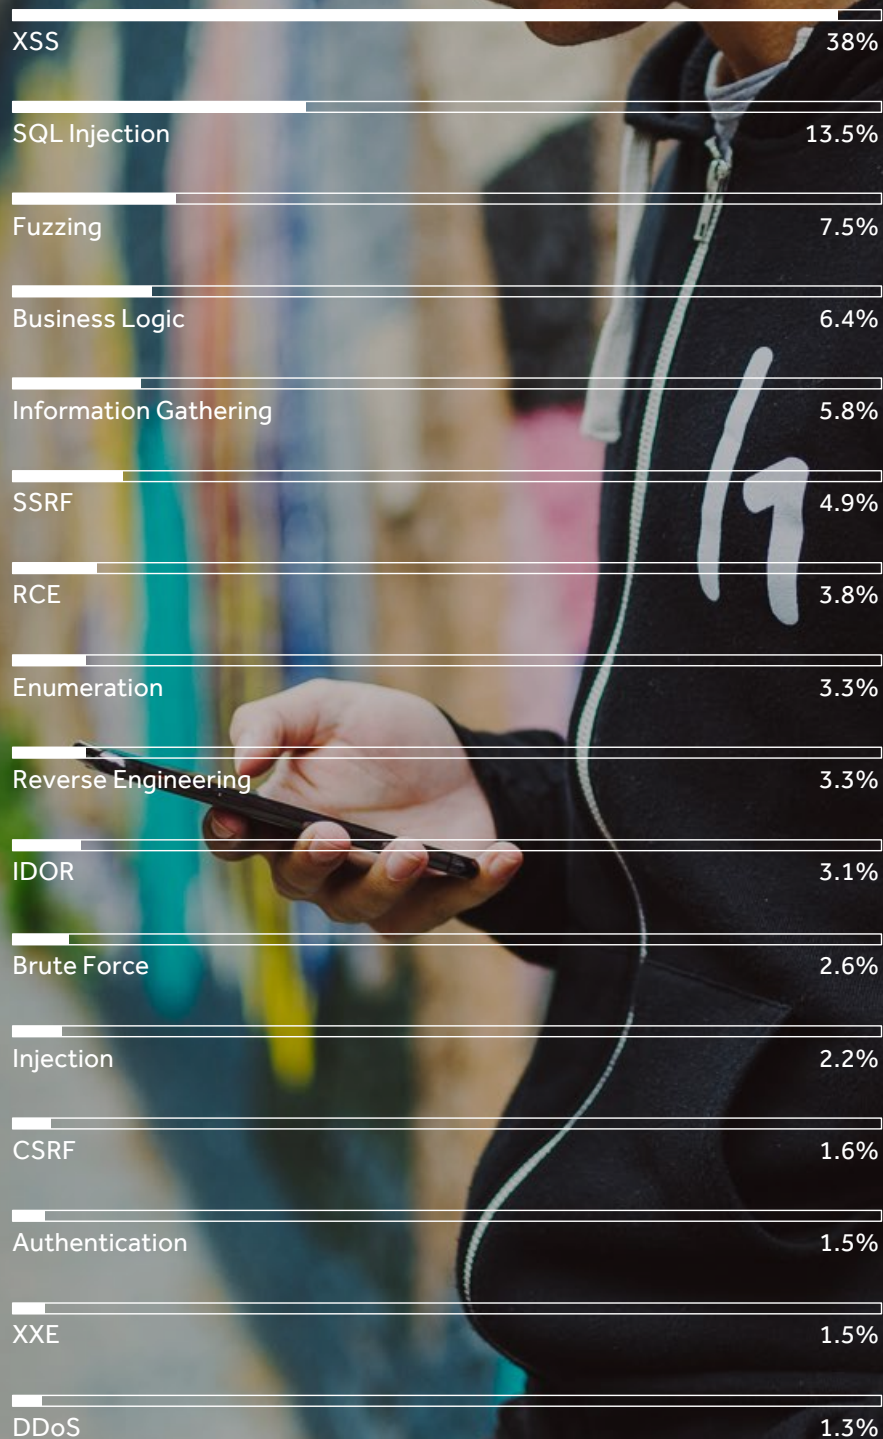 XSS 38%
SQL Injection 13.5%
Fuzzing 7.5%
Business Logic 6.4%
Information Gathering 5.8%
SSRF 4.9%
RCE 3.8%
Enumeration 3.3%
Reverse Engineering 3.3%
IDOR 3.1%
Brute Force 2.6%
Injection 2.2%
CSRF 1.6%
Authentication 1.5%
XXE 1.5%
DDoS 1.3%